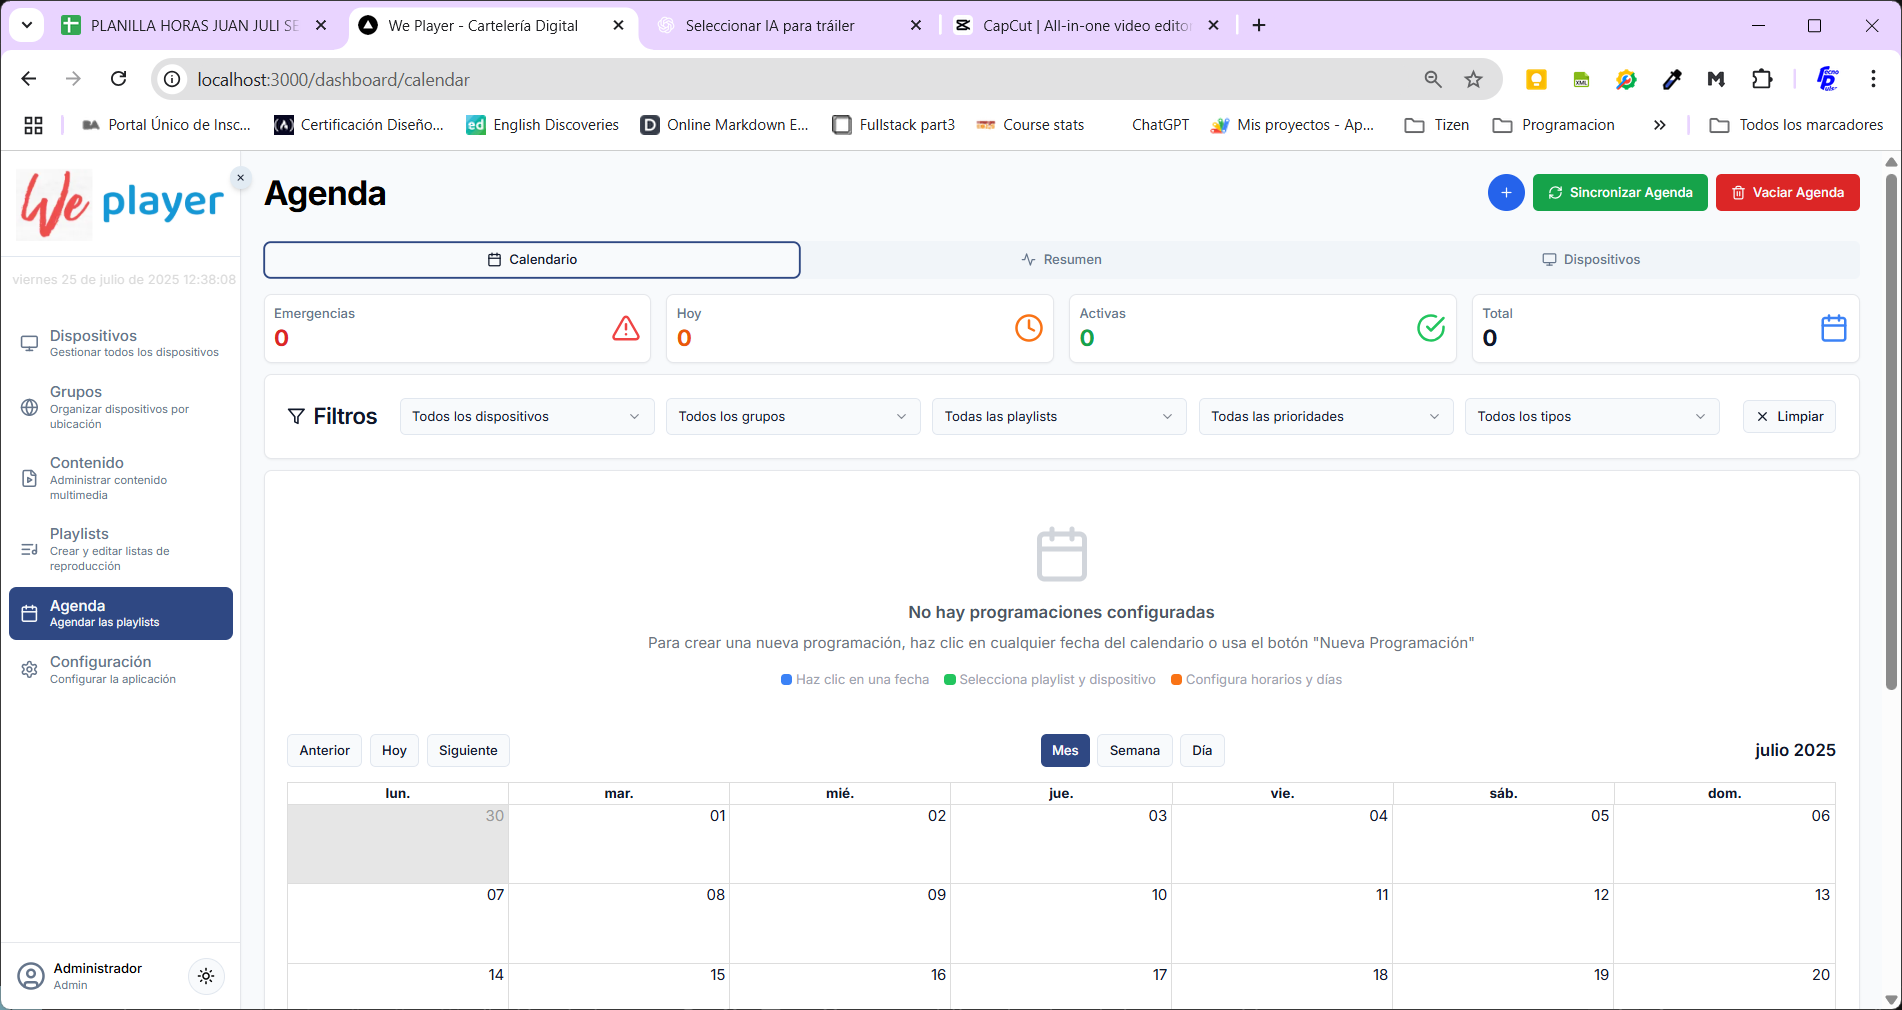 PLANILLA HORAS JUAN JULI SE
We Player - Cartelería Digital
Seleccionar IA para tráiler
CapCut | All-in-one video edito
localhost:3000/dashboard/calendar
Portal Único de Insc...
Certificación Diseño...
English Discoveries
Online Markdown E...
Fullstack part3
Course stats
ChatGPT
Mis proyectos - Ap...
Tizen
Programacion
Todos los marcadores
We player
viernes 25 de julio de 2025 12:38:08
Dispositivos
Gestionar todos los dispositivos
Grupos
Organizar dispositivos por
ubicación
Contenido
Administrar contenido
multimedia
Playlists
Crear y editar listas de
reproducción
Agenda
Agendar las playlists
Configuración
Configurar la aplicación
Administrador
Admin
Agenda
Sincronizar Agenda
Vaciar Agenda
Calendario
Resumen
Dispositivos
Emergencias
0
Hoy
0
Activas
0
Total
0
Filtros
Todos los dispositivos
Todos los grupos
Todas las playlists
Todas las prioridades
Todos los tipos
Limpiar
No hay programaciones configuradas
Para crear una nueva programación, haz clic en cualquier fecha del calendario o usa el botón "Nueva Programación"
Haz clic en una fecha
Selecciona playlist y dispositivo
Configura horarios y días
Anterior
Hoy
Siguiente
Mes
Semana
Día
julio 2025
lun. mar. mié. jue. vie. sáb. dom.
30 01 02 03 04 05 06
07 08 09 10 11 12 13
14 15 16 17 18 19 20